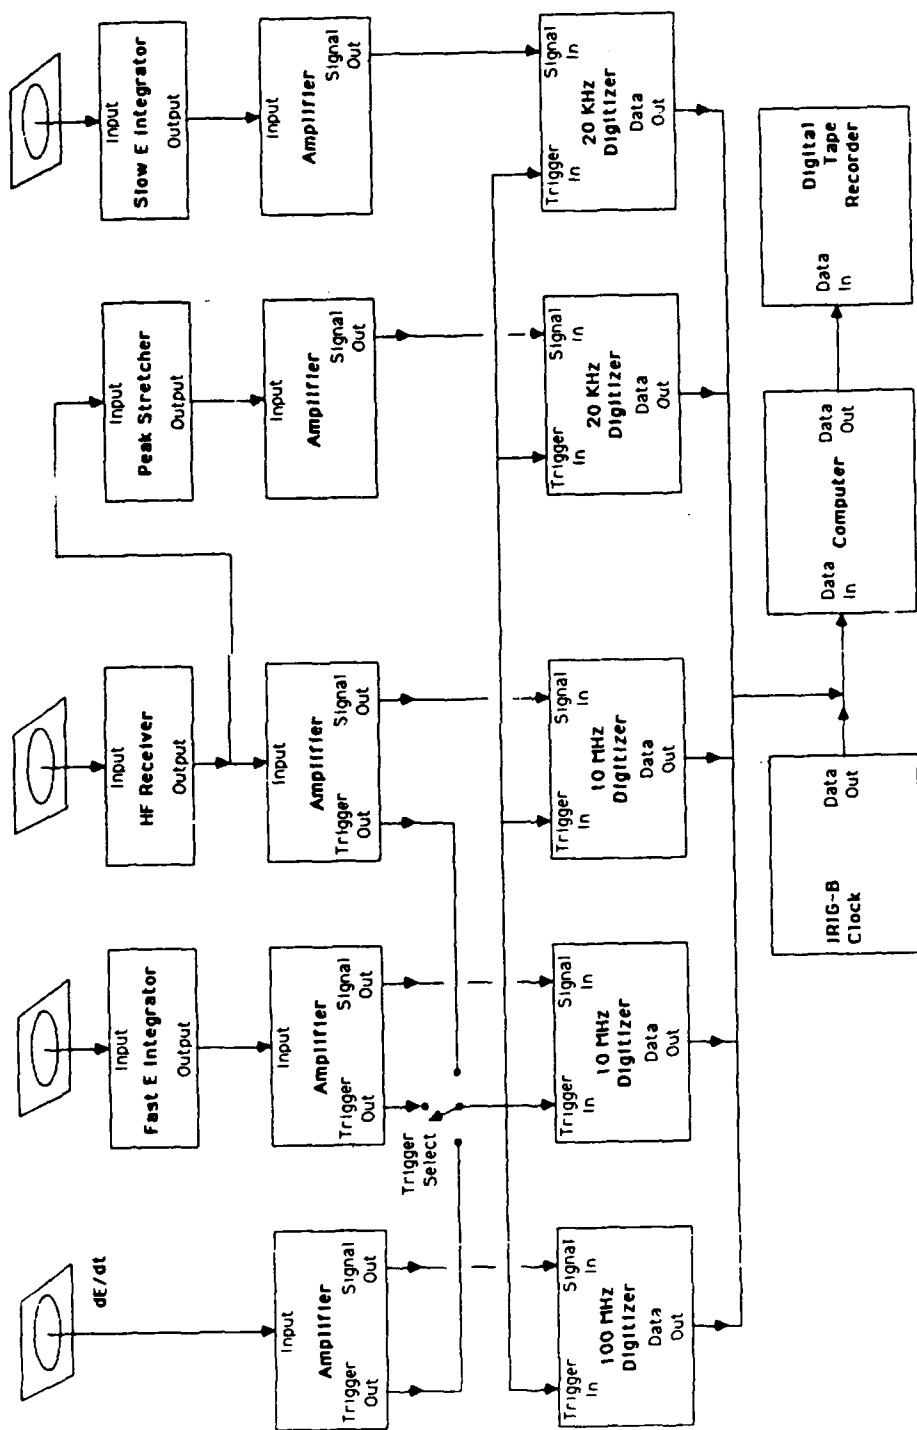 dE/dt
Input
Amplifier
Trigger
Out
Signal
Out
Trigger
In
Signal
In
100 MHz
Digitizer
Data
Out
Input
Fast E Integrator
Output
Input
Amplifier
Trigger
Out
Signal
Out
Trigger
Select
Trigger
In
Signal
In
10 MHz
Digitizer
Data
Out
Input
HF Receiver
Output
Input
Amplifier
Trigger
Out
Signal
Out
Trigger
In
Signal
In
10 MHz
Digitizer
Data
Out
Input
Peak Stretcher
Output
Input
Amplifier
Signal
Out
Trigger
In
Signal
In
20 KHz
Digitizer
Data
Out
Input
Slow E Integrator
Output
Input
Amplifier
Signal
Out
Trigger
In
Signal
In
20 KHz
Digitizer
Data
Out
IRIG-B
Clock
Data
Out
Data
In
Computer
Data
Out
Data
In
Digital
Tape
Recorder